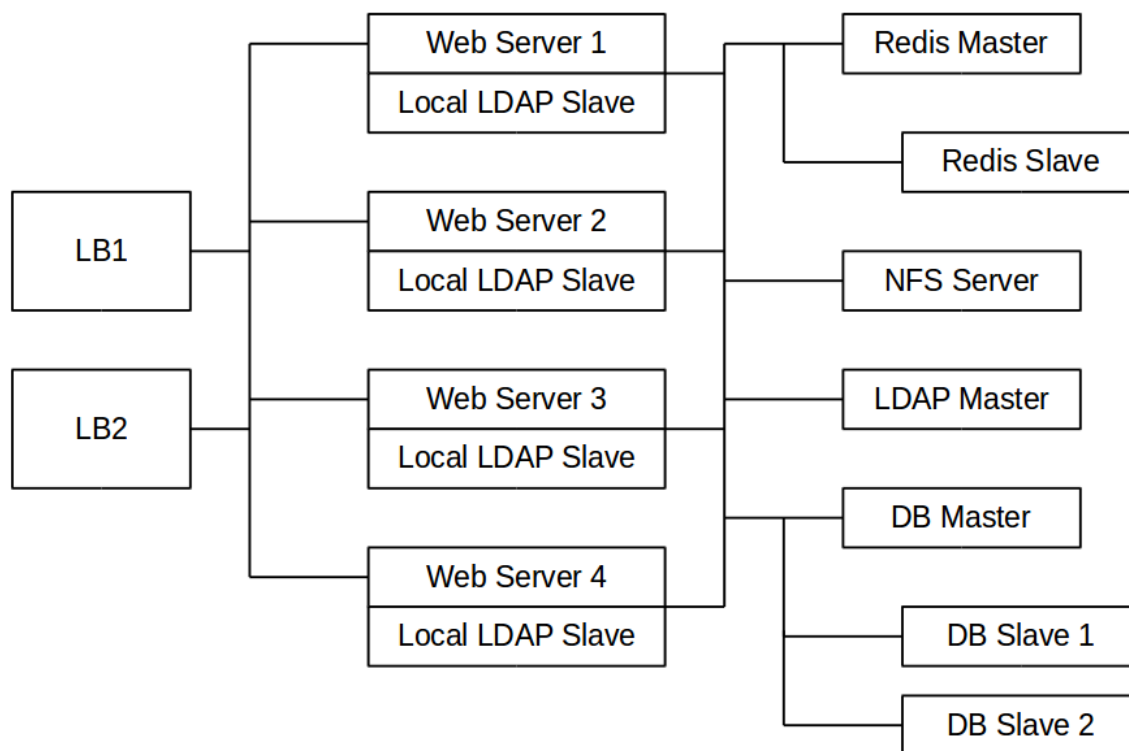 LB1
LB2
Web Server 1
Local LDAP Slave
Web Server 2
Local LDAP Slave
Web Server 3
Local LDAP Slave
Web Server 4
Local LDAP Slave
Redis Master
Redis Slave
NFS Server
LDAP Master
DB Master
DB Slave 1
DB Slave 2